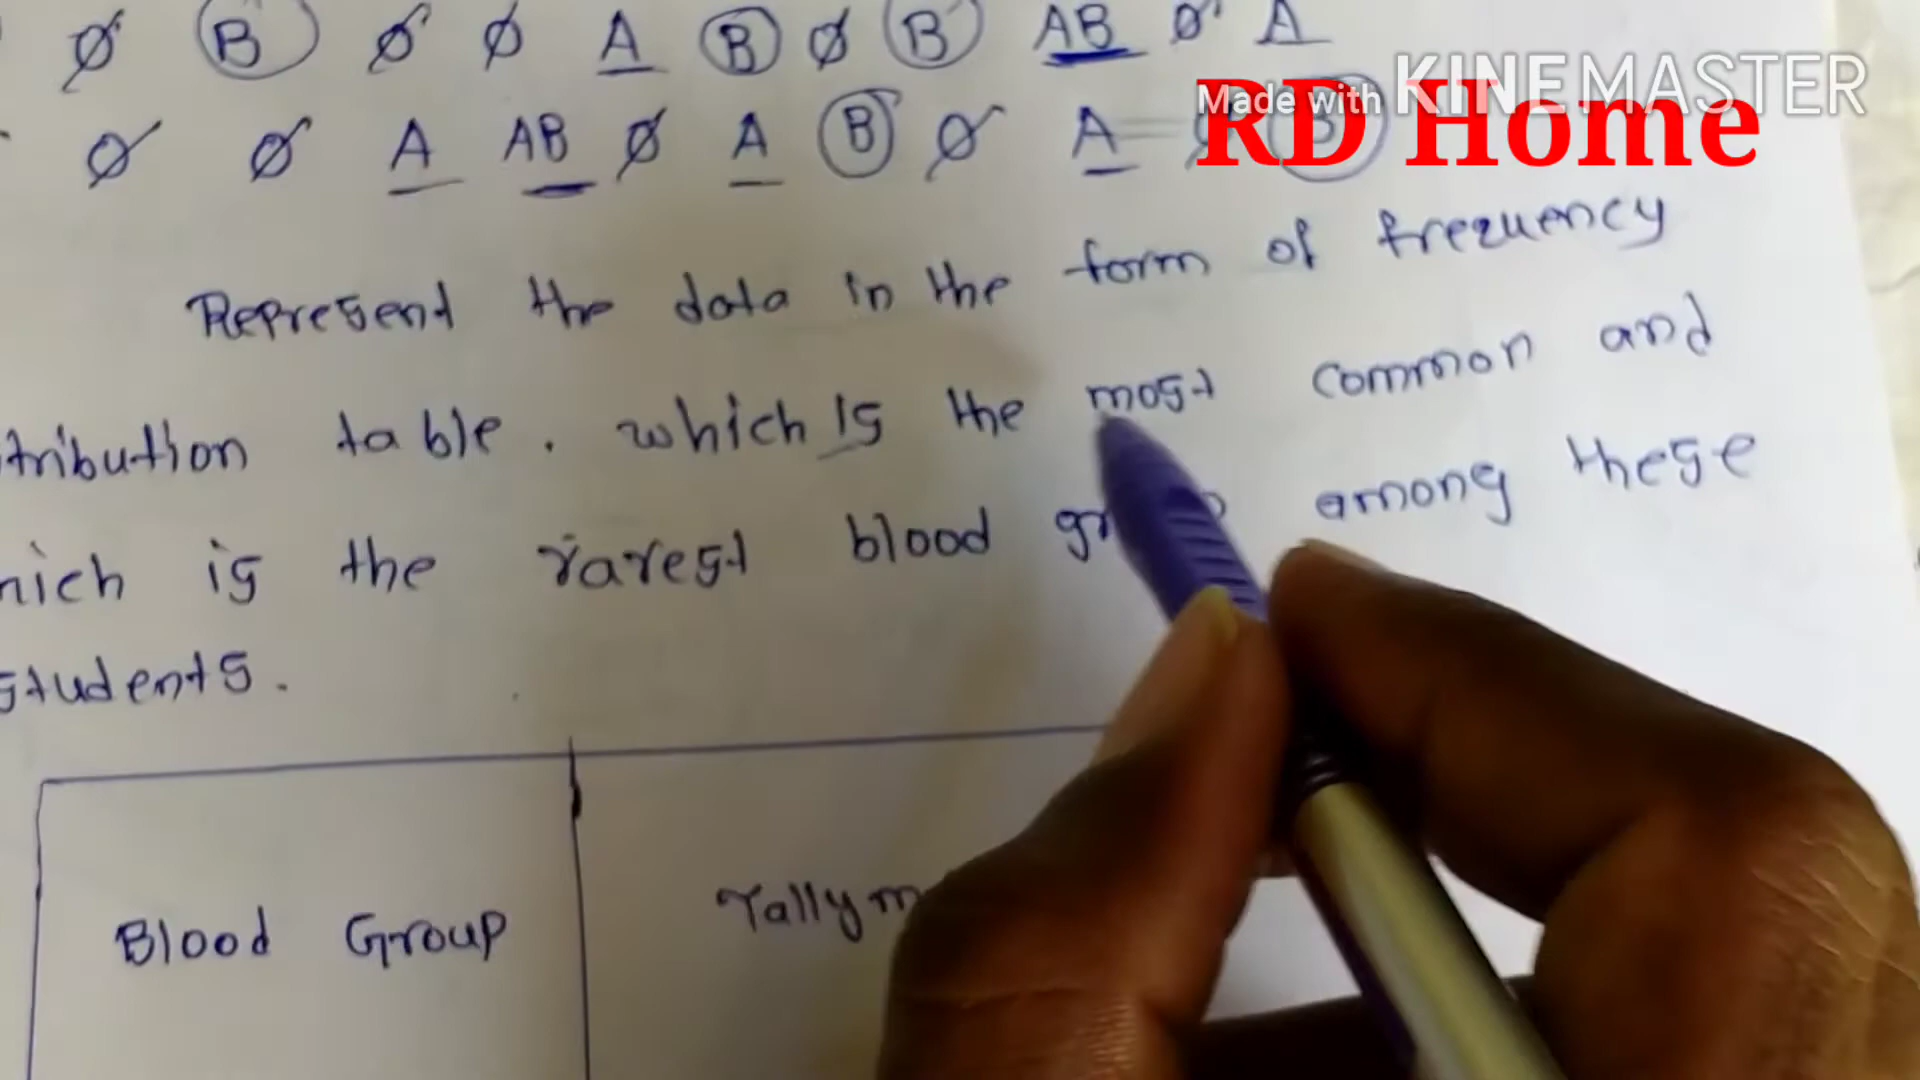 O B O O A B O B AB O A
O O A AB O A B O A O B
Made with KINEMASTER
RD Home
Represent the data in the form of frequency
tribution table. which is the most common and
hich is the rarest blood among these
students.
Blood Group
Tally